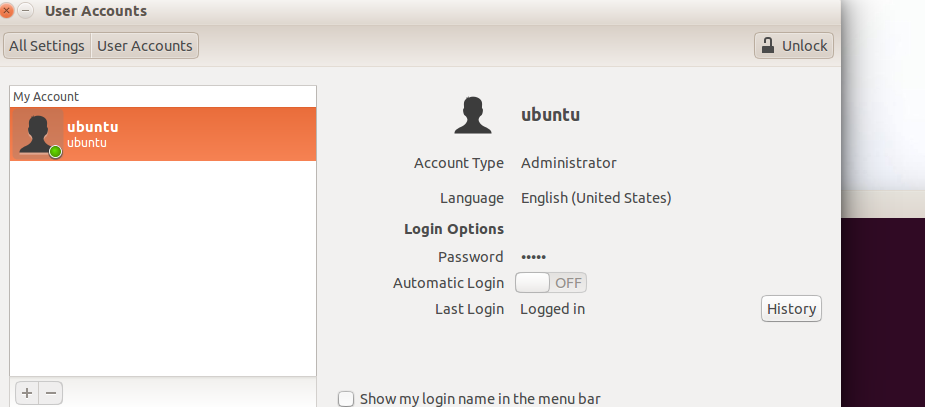 User Accounts
All Settings User Accounts
Unlock
My Account
ubuntu
ubuntu
ubuntu
Account Type Administrator
Language English (United States)
Login Options
Password •••••
Automatic Login OFF
Last Login Logged in History
+ −
Show my login name in the menu bar